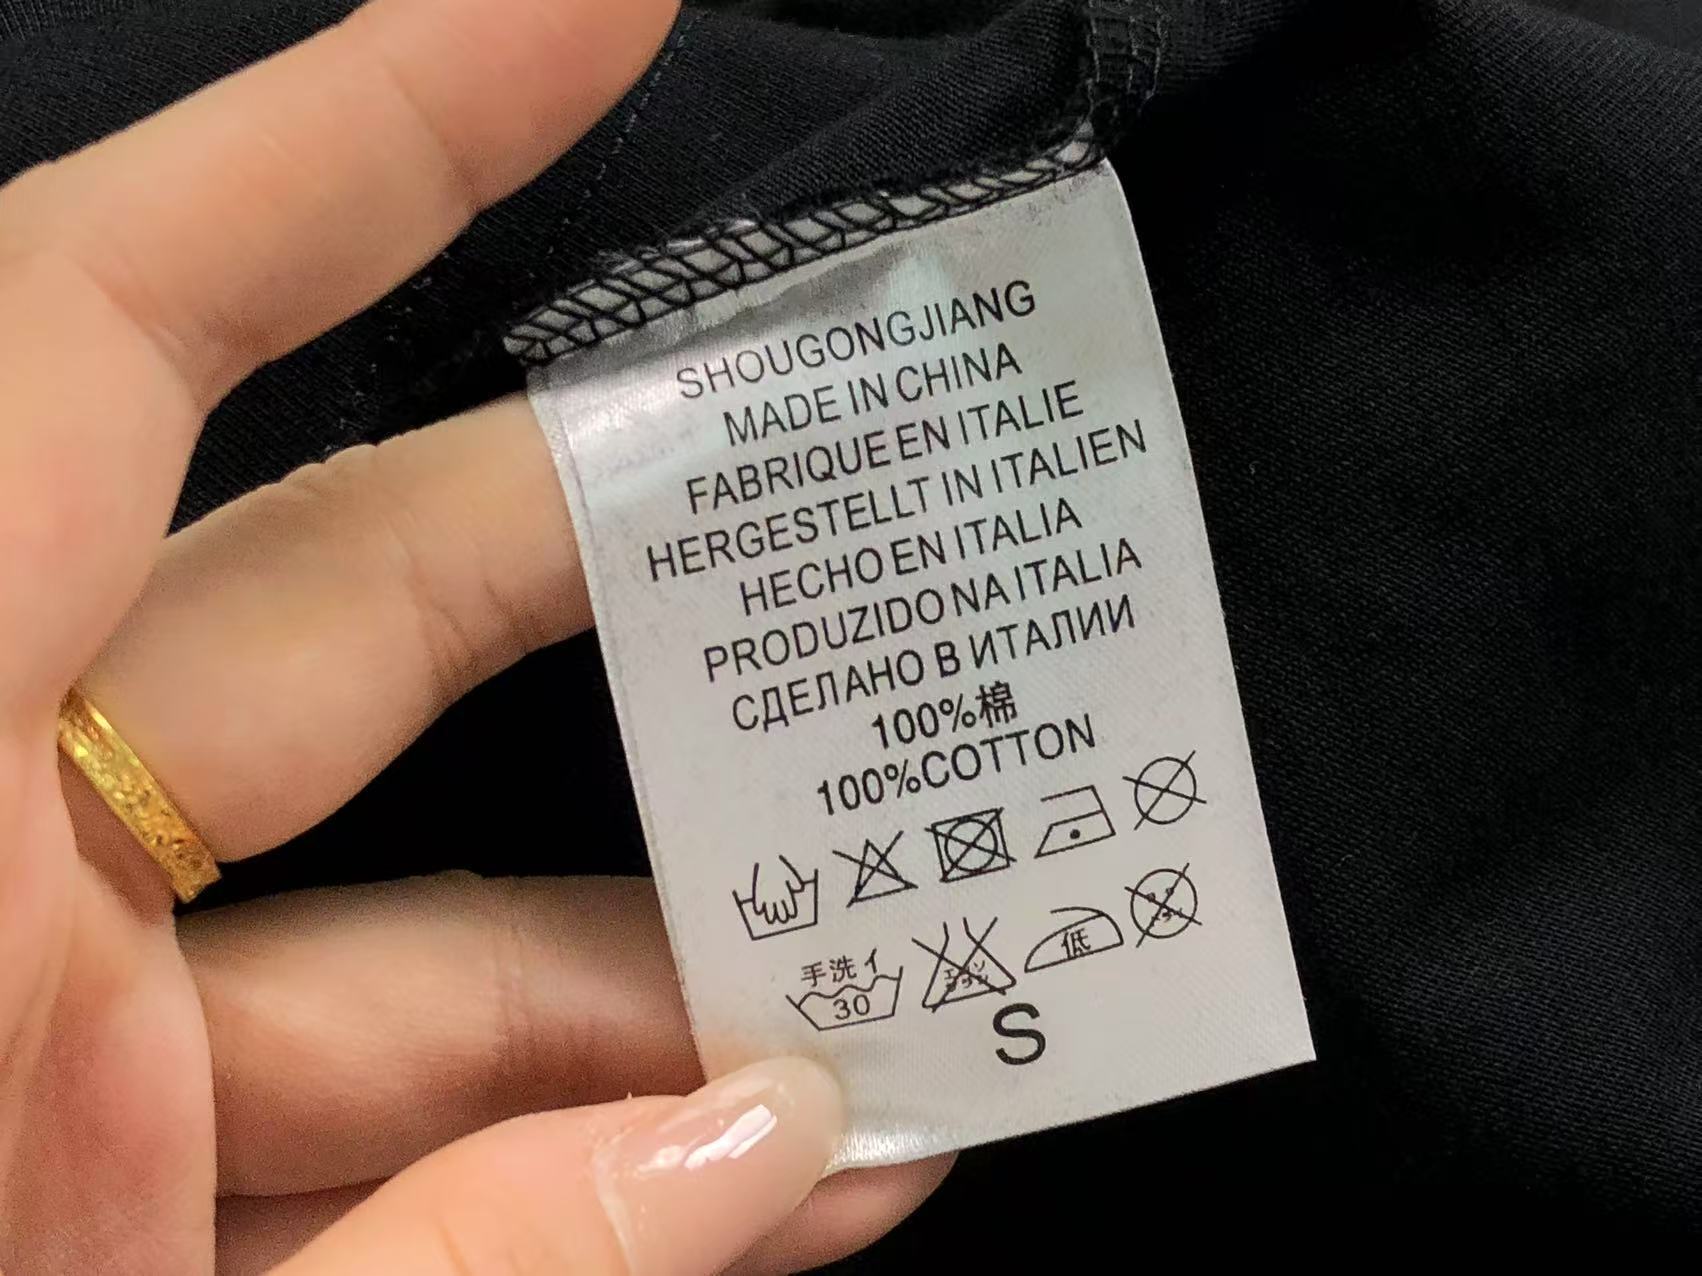 SHOUGONGJIANG
MADE IN CHINA
FABRIQUE EN ITALIE
HERGESTELLT IN ITALIEN
HECHO EN ITALIA
PRODUZIDO NA ITALIA
СДЕЛАНО В ИТАЛИИ
100%棉
100%COTTON
手洗イ
30
低
S